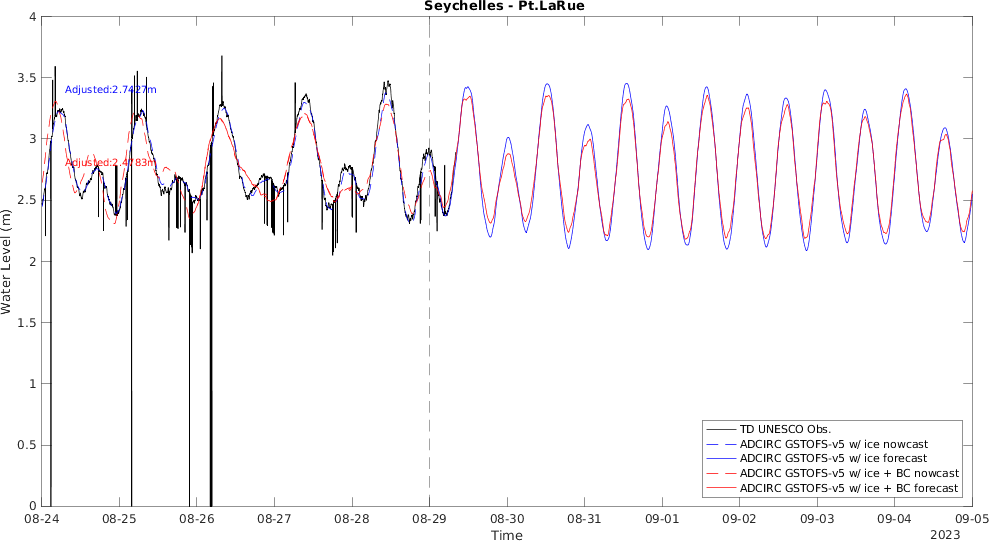 Seychelles - Pt.LaRue
4
3.5
3
2.5
2
1.5
1
0.5
0
Water Level (m)
Adjusted:2.7427m
Adjusted:2.4783m
TD UNESCO Obs.
ADCIRC GSTOFS-v5 w/ ice nowcast
ADCIRC GSTOFS-v5 w/ ice forecast
ADCIRC GSTOFS-v5 w/ ice + BC nowcast
ADCIRC GSTOFS-v5 w/ ice + BC forecast
08-24 08-25 08-26 08-27 08-28 08-29 08-30 08-31 09-01 09-02 09-03 09-04 09-05
Time
2023